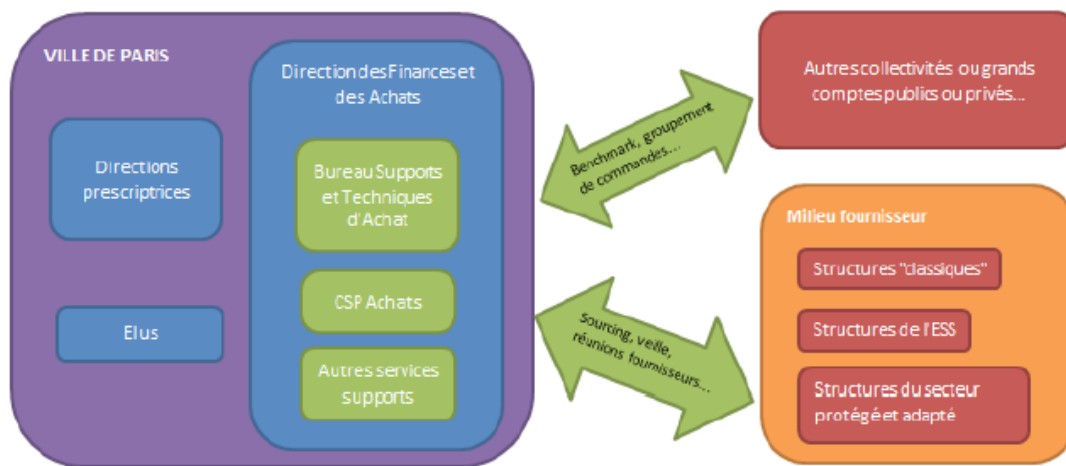 VILLE DE PARIS
Directions
prescriptrices
Elus
Direction des Finances et
des Achats
Bureau Supports
et Techniques
d'Achat
CSP Achats
Autres services
supports
Benchmark, groupement
de commandes...
Sourcing, veille,
réunions fournisseurs...
Autres collectivités ou grands
comptes publics ou privés...
Milieu fournisseur
Structures "classiques"
Structures de l'ESS
Structures du secteur
protégé et adapté